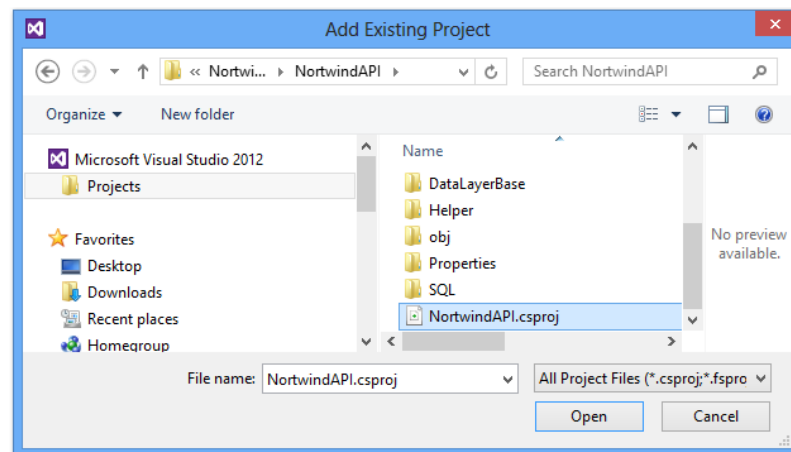 Add Existing Project
« Nortwi... NortwindAPI
Search NortwindAPI
Organize New folder
Microsoft Visual Studio 2012
Projects
Favorites
Desktop
Downloads
Recent places
Homegroup
Name
DataLayerBase
Helper
obj
Properties
SQL
NortwindAPI.csproj
No preview
available.
File name: NortwindAPI.csproj
All Project Files (*.csproj;*.fspro
Open Cancel